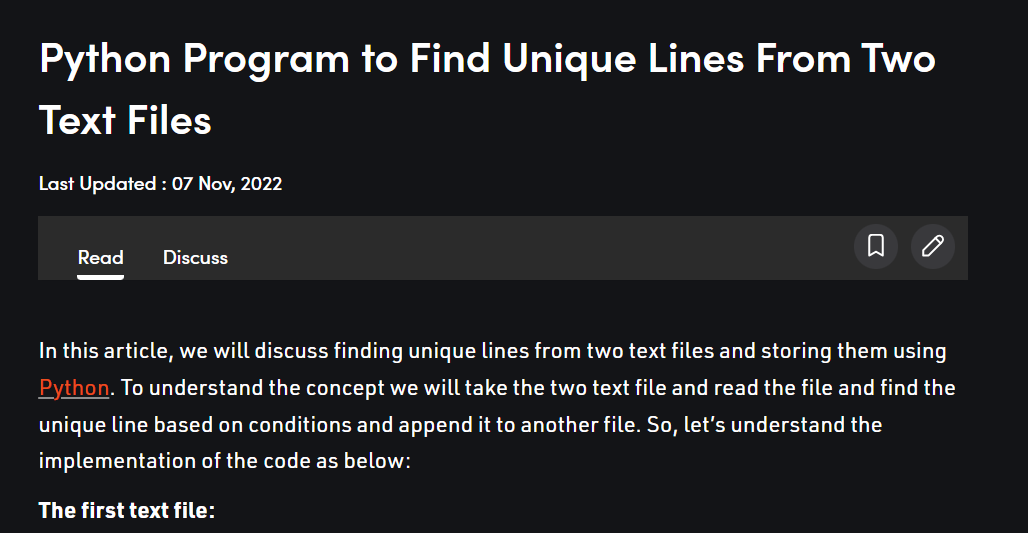 Python Program to Find Unique Lines From Two
Text Files
Last Updated : 07 Nov, 2022
Read Discuss
In this article, we will discuss finding unique lines from two text files and storing them using
Python. To understand the concept we will take the two text file and read the file and find the
unique line based on conditions and append it to another file. So, let’s understand the
implementation of the code as below:
The first text file: